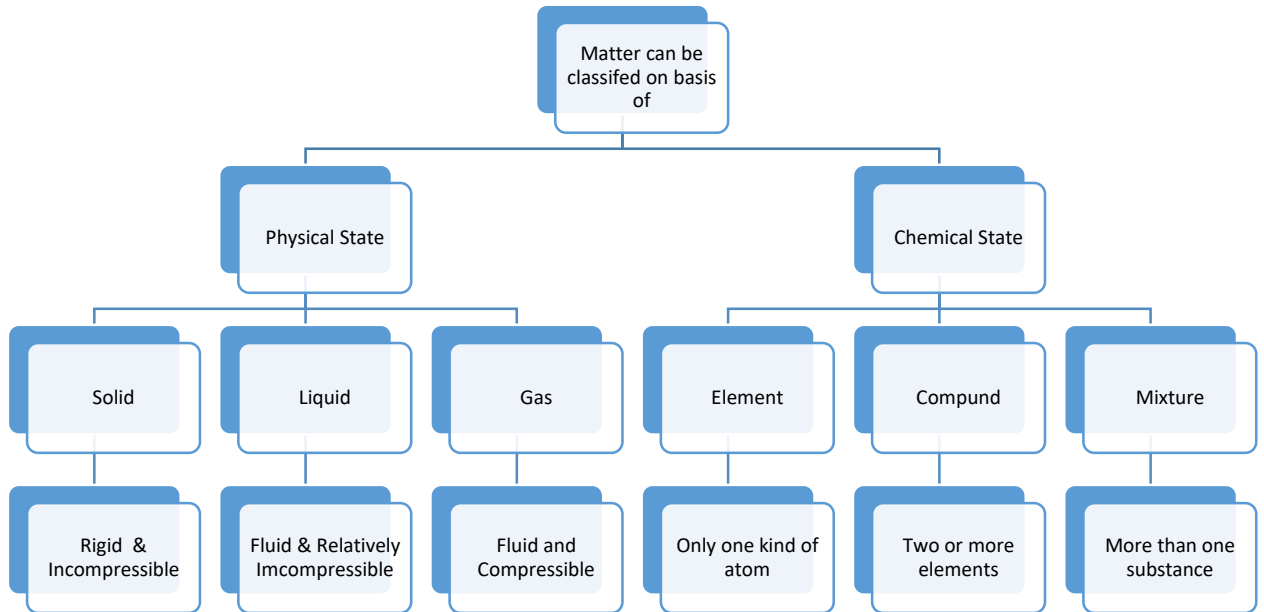 Matter can be
classifed on basis
of
Physical State
Chemical State
Solid
Liquid
Gas
Element
Compund
Mixture
Rigid &
Incompressible
Fluid & Relatively
Imcompressible
Fluid and
Compressible
Only one kind of
atom
Two or more
elements
More than one
substance